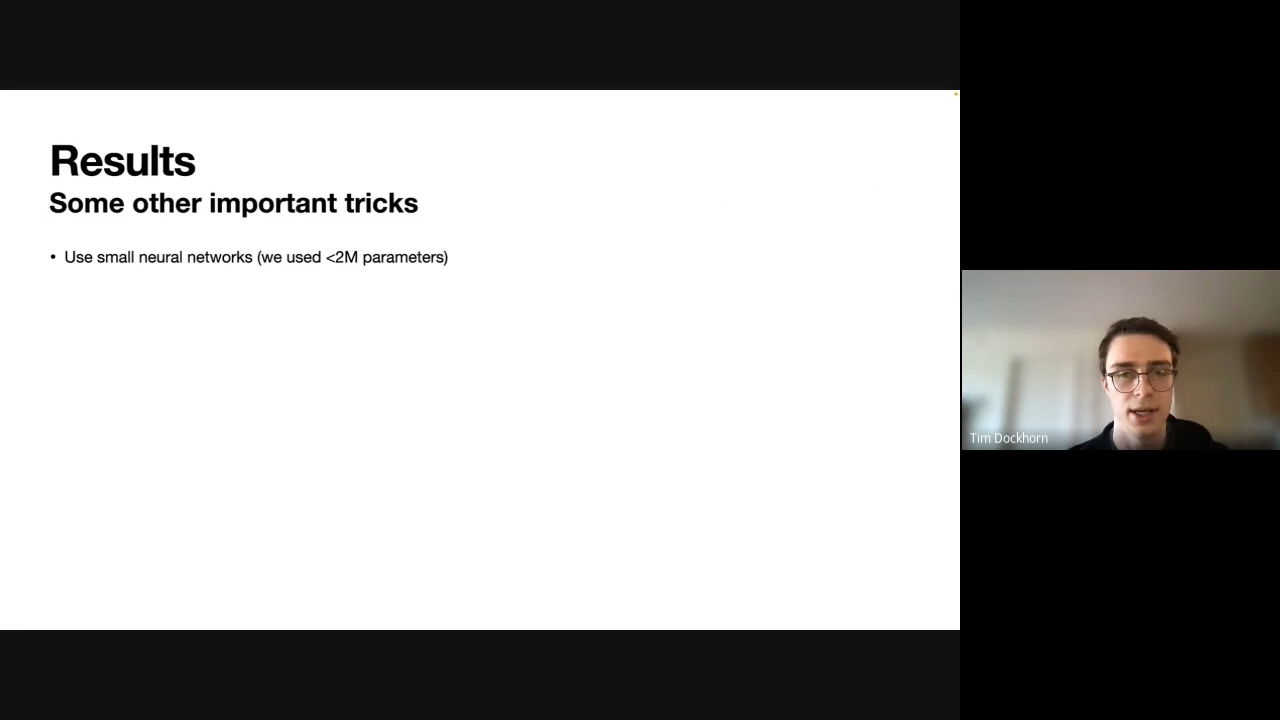 Results
Some other important tricks
• Use small neural networks (we used <2M parameters)
Tim Dockhorn